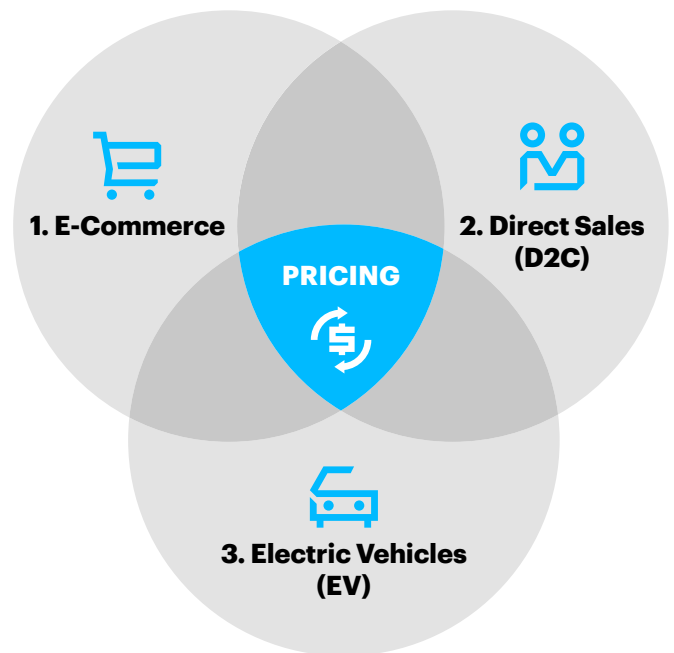 1. E-Commerce
2. Direct Sales
(D2C)
PRICING
$
3. Electric Vehicles
(EV)